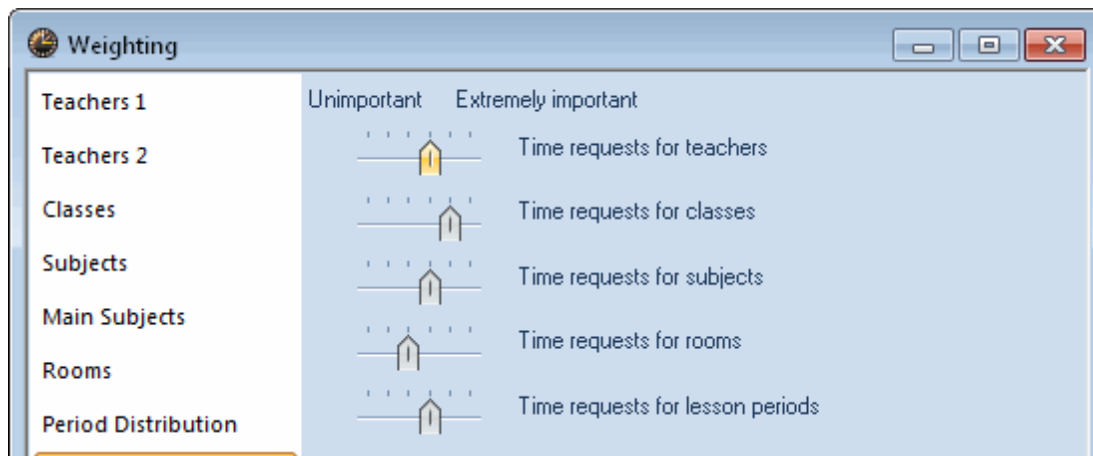 Weighting
Teachers 1
Teachers 2
Classes
Subjects
Main Subjects
Rooms
Period Distribution
Unimportant Extremely important
Time requests for teachers
Time requests for classes
Time requests for subjects
Time requests for rooms
Time requests for lesson periods